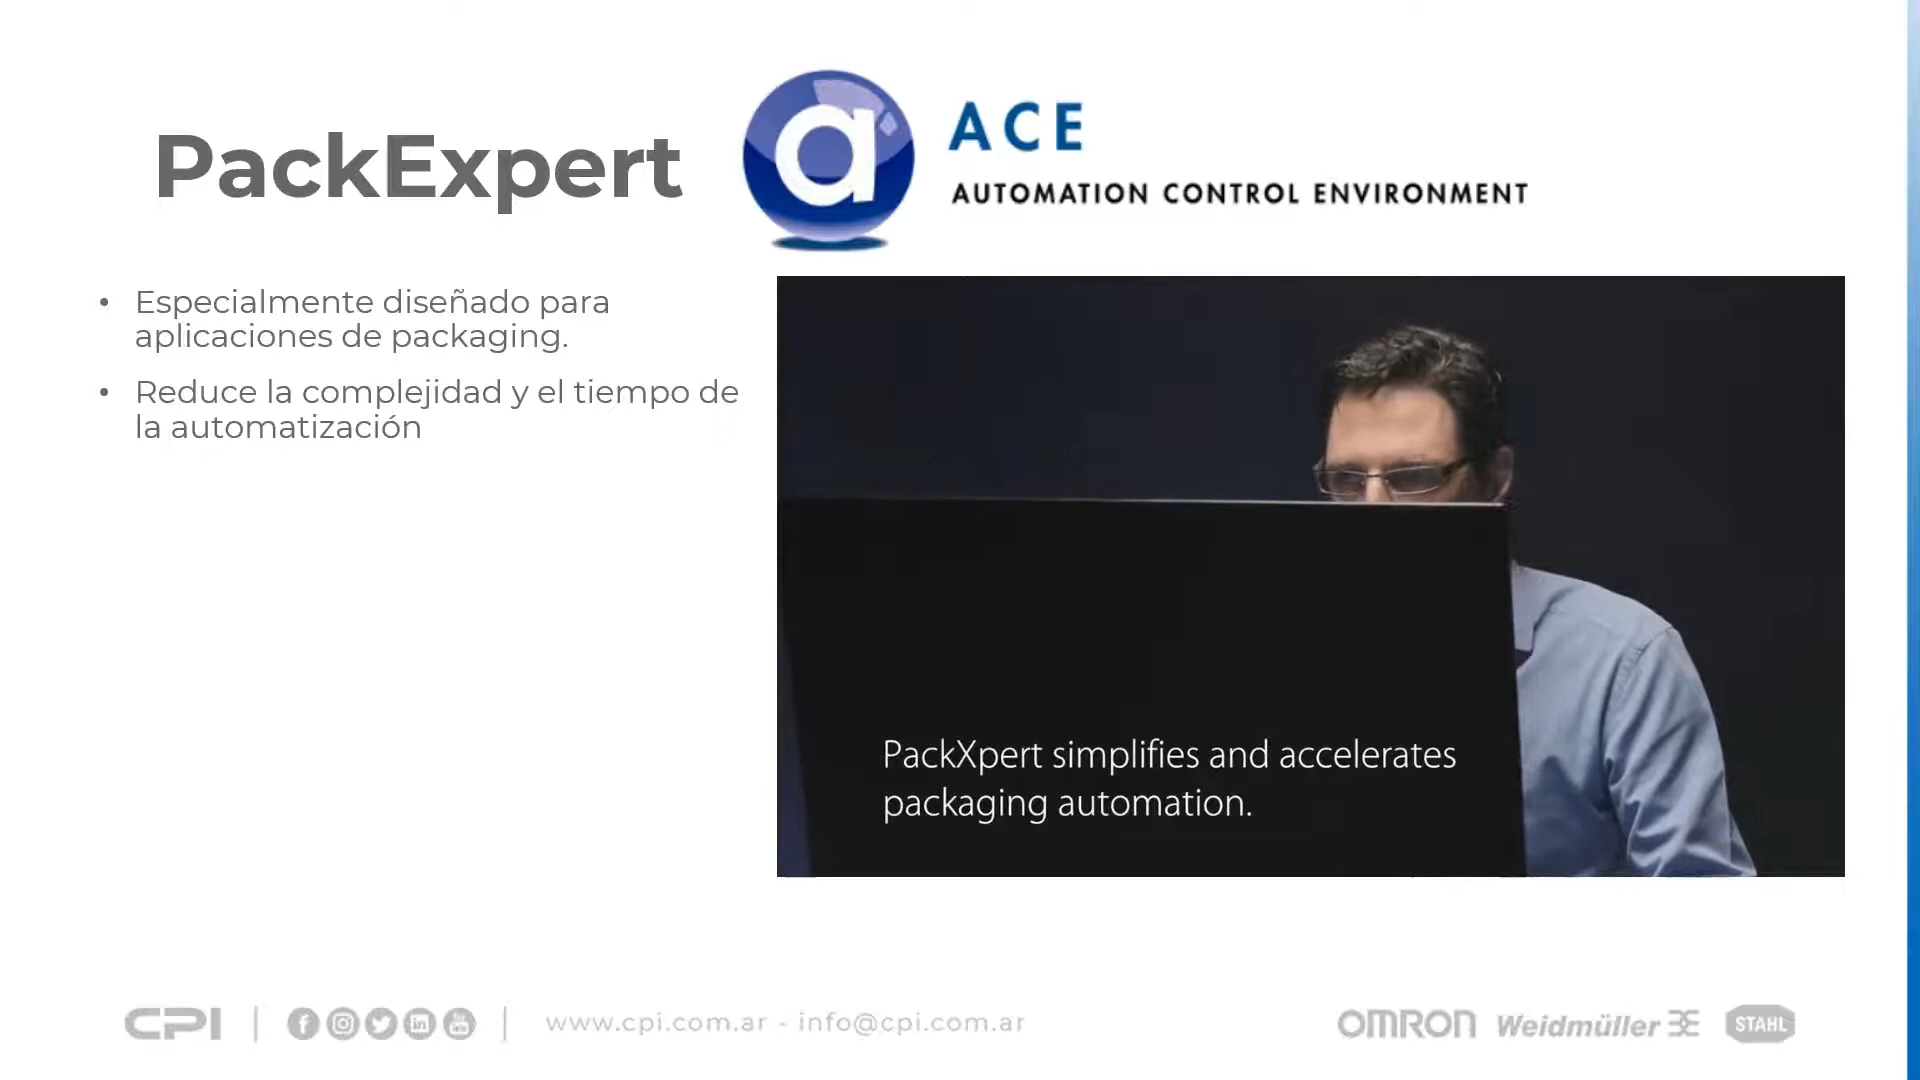 PackExpert
a
ACE
AUTOMATION CONTROL ENVIRONMENT
• Especialmente diseñado para
aplicaciones de packaging.
• Reduce la complejidad y el tiempo de
la automatización
PackXpert simplifies and accelerates
packaging automation.
CPI | | www.cpi.com.ar - info@cpi.com.ar
OMRON Weidmüller STAHL